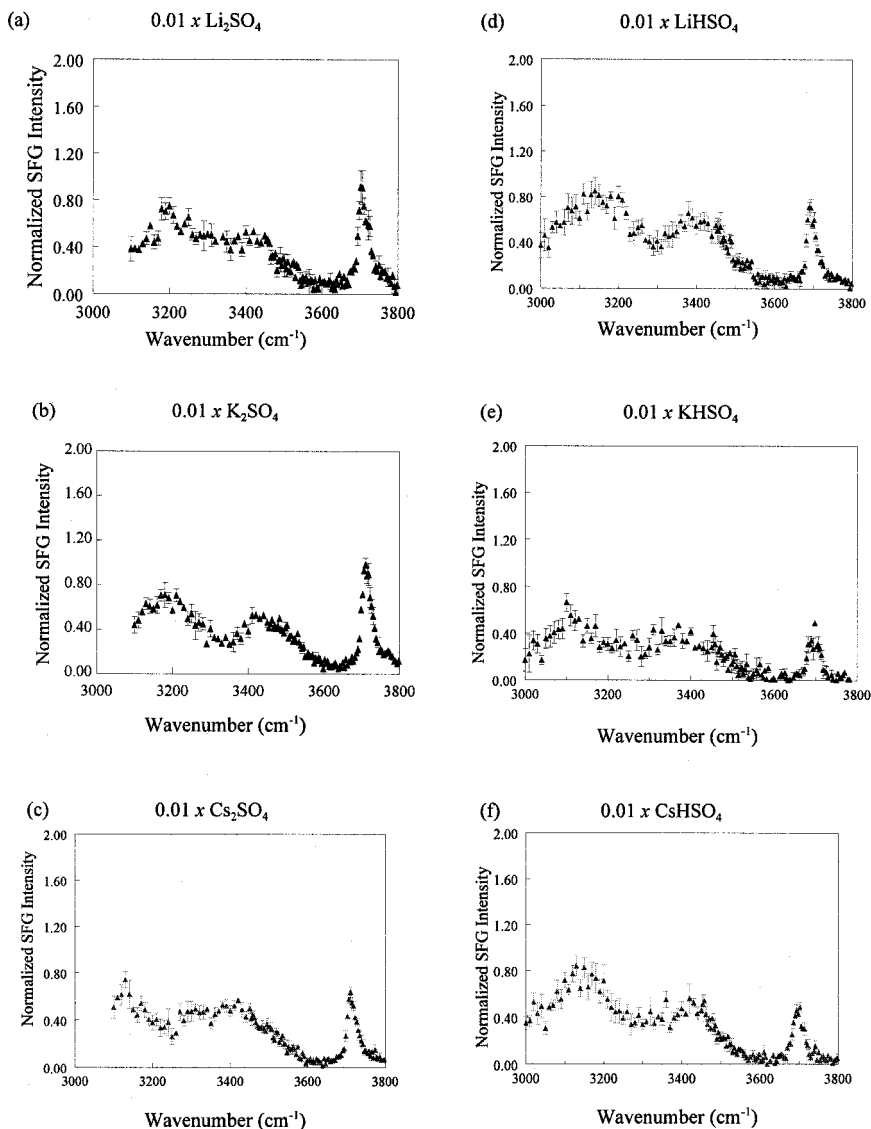 (a)
0.01 x Li₂SO₄
Normalized SFG Intensity
2.00
1.60
1.20
0.80
0.40
0.00
3000 3200 3400 3600 3800
Wavenumber (cm⁻¹)
(d)
0.01 x LiHSO₄
Normalized SFG Intensity
2.00
1.60
1.20
0.80
0.40
0.00
3000 3200 3400 3600 3800
Wavenumber (cm⁻¹)
(b)
0.01 x K₂SO₄
Normalized SFG Intensity
2.00
1.60
1.20
0.80
0.40
0.00
3000 3200 3400 3600 3800
Wavenumber (cm⁻¹)
(e)
0.01 x KHSO₄
Normalized SFG Intensity
2.00
1.60
1.20
0.80
0.40
0.00
3000 3200 3400 3600 3800
Wavenumber (cm⁻¹)
(c)
0.01 x Cs₂SO₄
Normalized SFG Intensity
2.00
1.60
1.20
0.80
0.40
0.00
3000 3200 3400 3600 3800
Wavenumber (cm⁻¹)
(f)
0.01 x CsHSO₄
Normalized SFG Intensity
2.00
1.60
1.20
0.80
0.40
0.00
3000 3200 3400 3600 3800
Wavenumber (cm⁻¹)